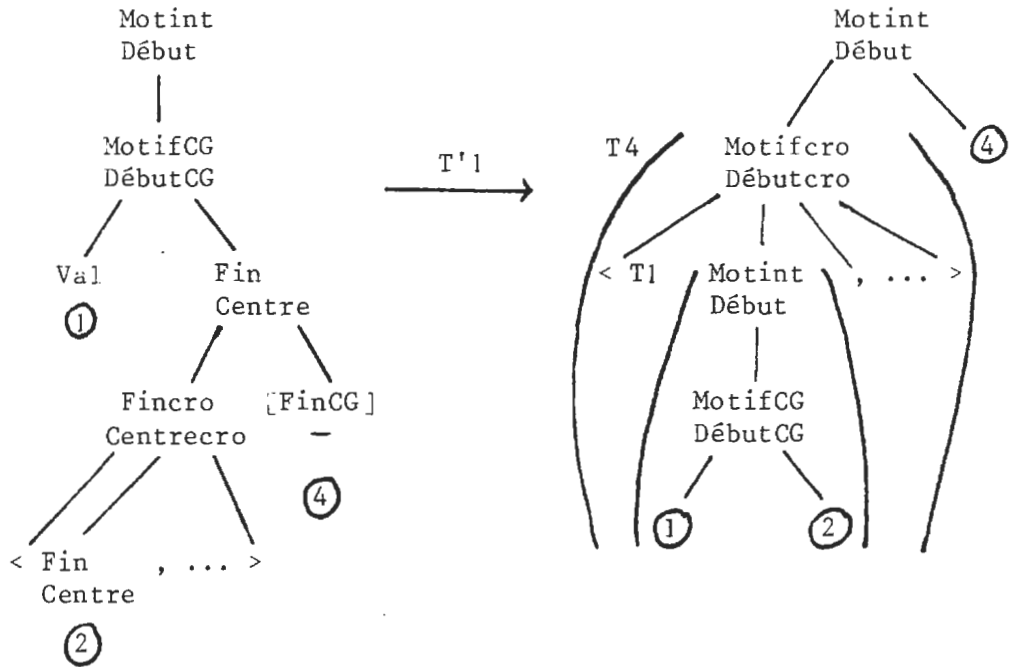 Motint
Début
MotifCG
DébutCG
Val
①
Fin
Centre
Fincro
Centrecro
[FinCG]
④
< Fin , ... >
Centre
②
T'1
Motint
Début
④
T4
Motifcro
Débutcro
< T1 Motint , ... >
Début
MotifCG
DébutCG
① ②